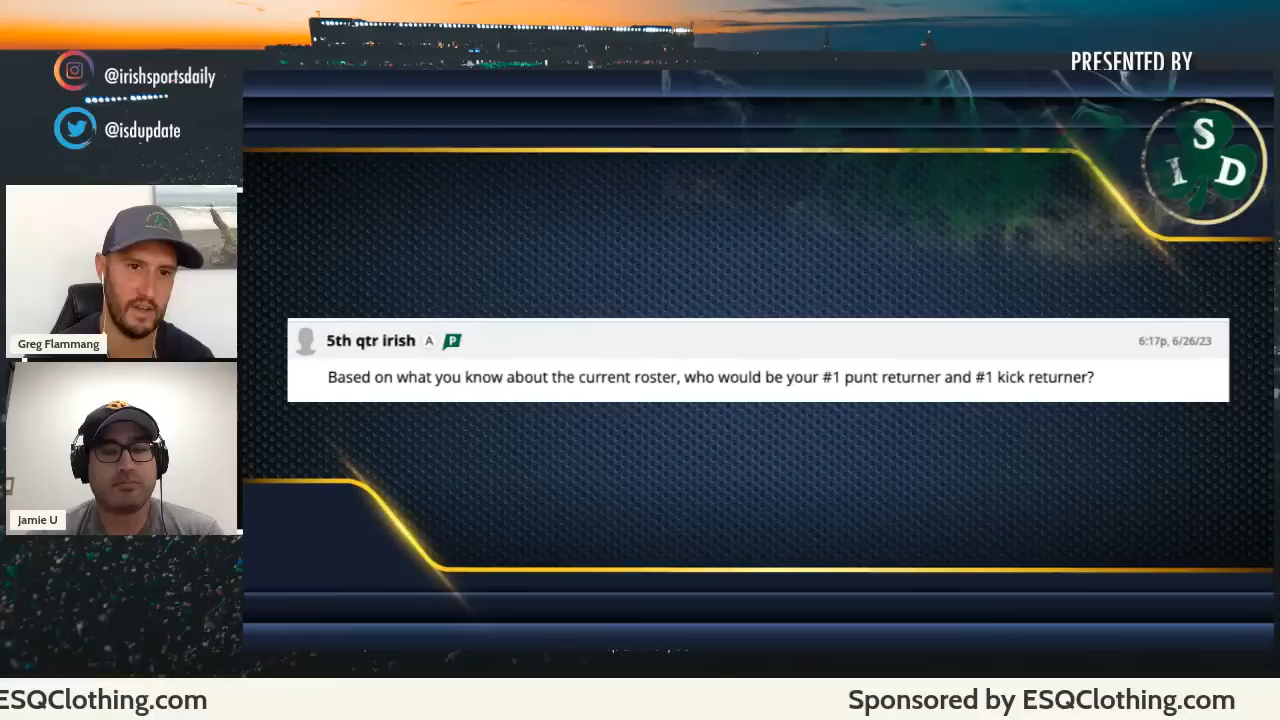 @irishsportsdaily
@isdupdate
PRESENTED BY
I S D
Greg Flammang
Jamie U
5th qtr irish A P
6:17p, 6/26/23
Based on what you know about the current roster, who would be your #1 punt returner and #1 kick returner?
ESQClothing.com
Sponsored by ESQClothing.com